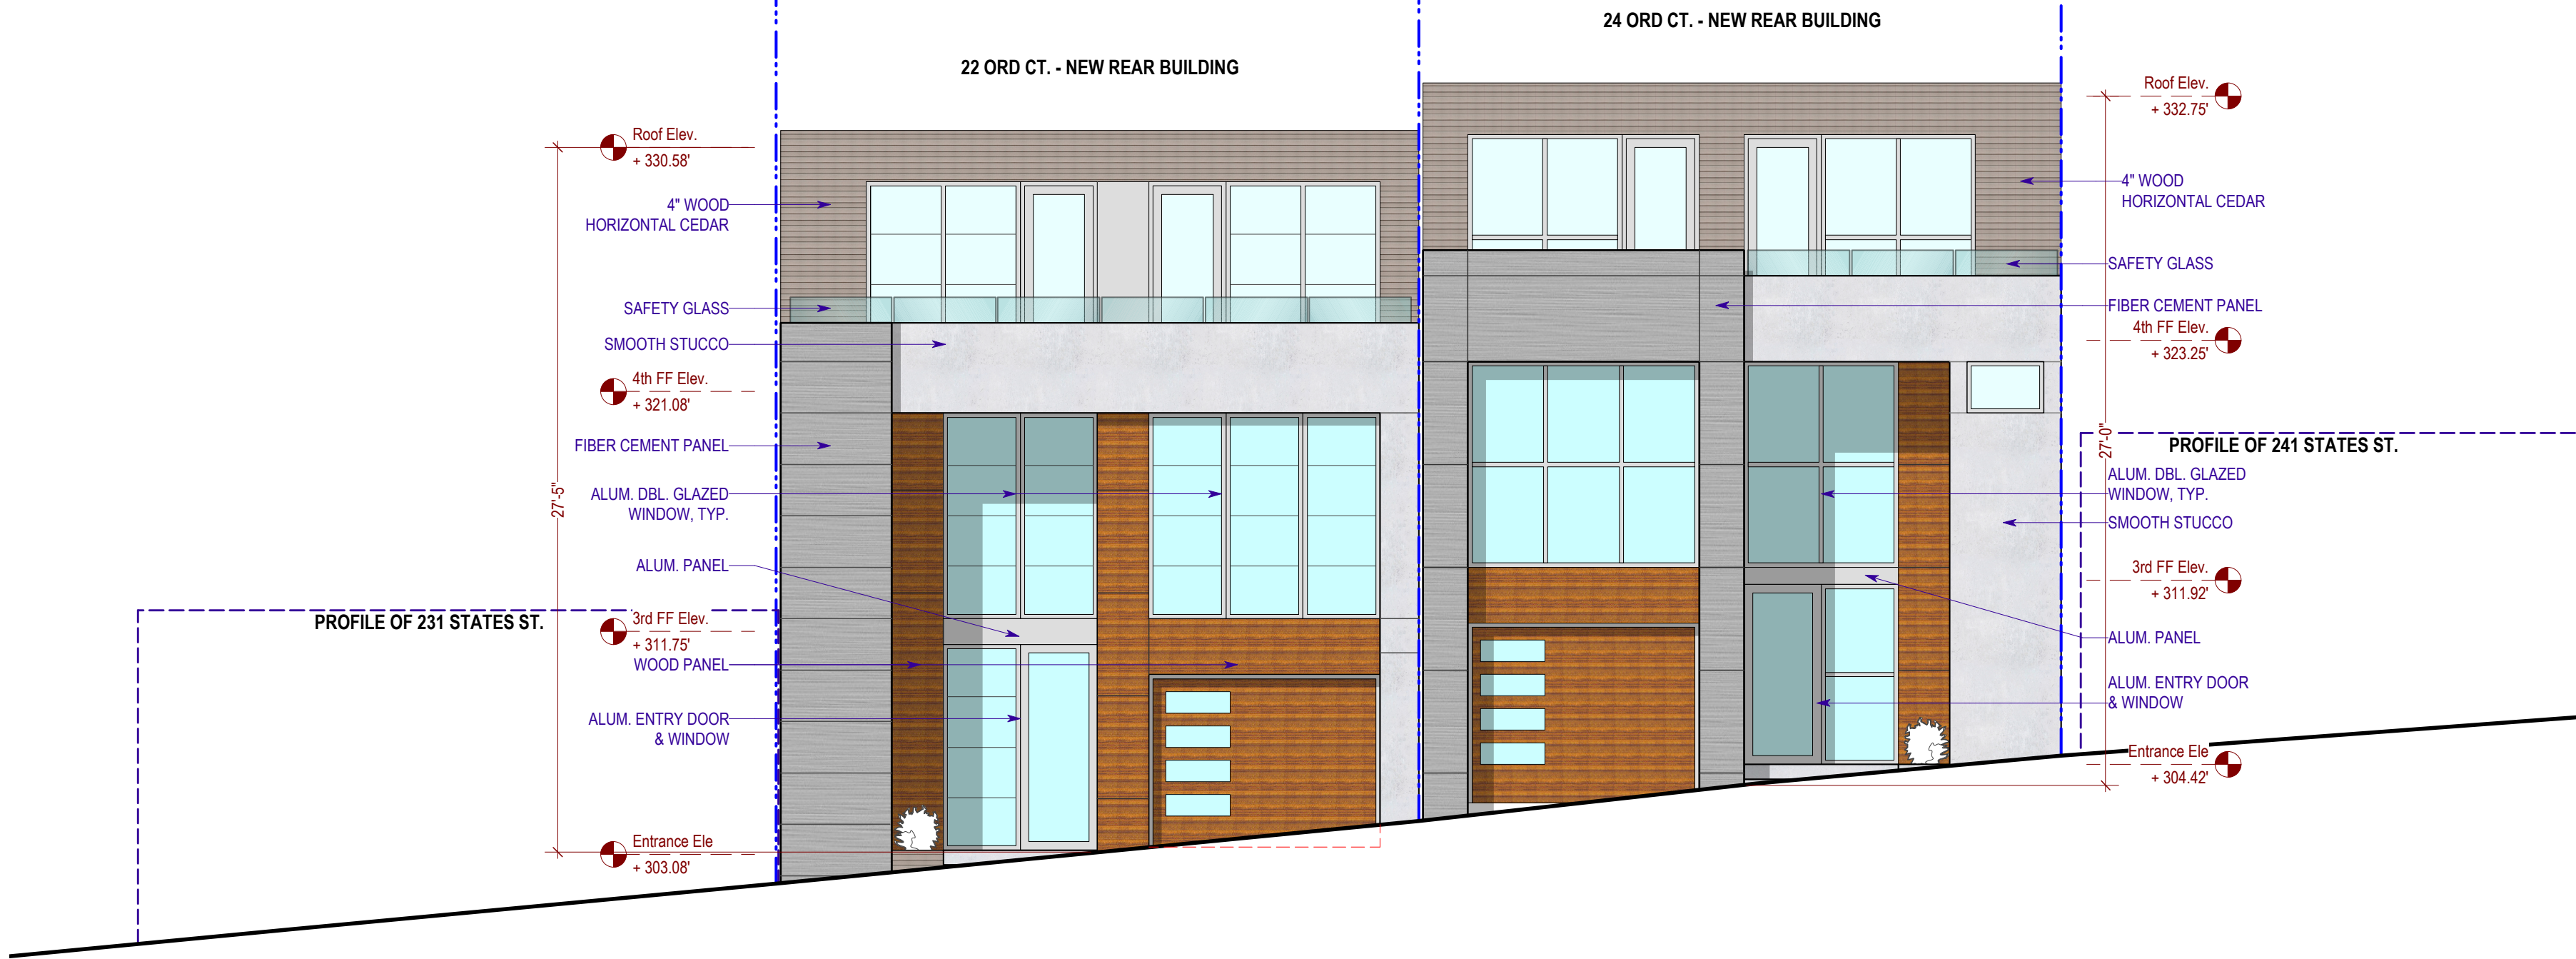 24 ORD CT. - NEW REAR BUILDING
22 ORD CT. - NEW REAR BUILDING
Roof Elev.
+ 330.58'
4" WOOD
HORIZONTAL CEDAR
SAFETY GLASS
SMOOTH STUCCO
4th FF Elev.
+ 321.08'
FIBER CEMENT PANEL
27'-5"
ALUM. DBL. GLAZED
WINDOW, TYP.
ALUM. PANEL
PROFILE OF 231 STATES ST.
3rd FF Elev.
+ 311.75'
WOOD PANEL
ALUM. ENTRY DOOR
& WINDOW
Entrance Ele
+ 303.08'
Roof Elev.
+ 332.75'
4" WOOD
HORIZONTAL CEDAR
SAFETY GLASS
FIBER CEMENT PANEL
4th FF Elev.
+ 323.25'
27'-0"
PROFILE OF 241 STATES ST.
ALUM. DBL. GLAZED
WINDOW, TYP.
SMOOTH STUCCO
3rd FF Elev.
+ 311.92'
ALUM. PANEL
ALUM. ENTRY DOOR
& WINDOW
Entrance Ele
+ 304.42'